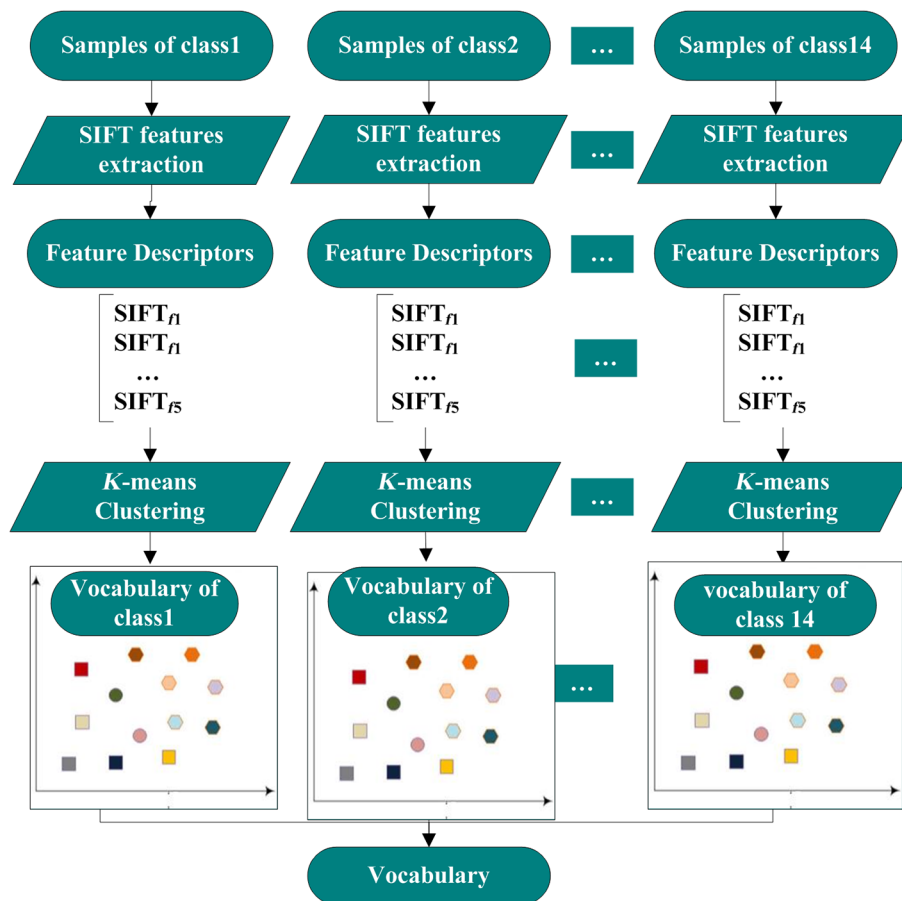 Samples of class1
Samples of class2
...
Samples of class14
SIFT features
extraction
SIFT features
extraction
...
SIFT features
extraction
Feature Descriptors
Feature Descriptors
...
Feature Descriptors
SIFTf1
SIFTf1
...
SIFTf5
SIFTf1
SIFTf1
...
SIFTf5
...
SIFTf1
SIFTf1
...
SIFTf5
K-means
Clustering
K-means
Clustering
...
K-means
Clustering
Vocabulary of
class1
Vocabulary of
class2
...
vocabulary of
class 14
Vocabulary